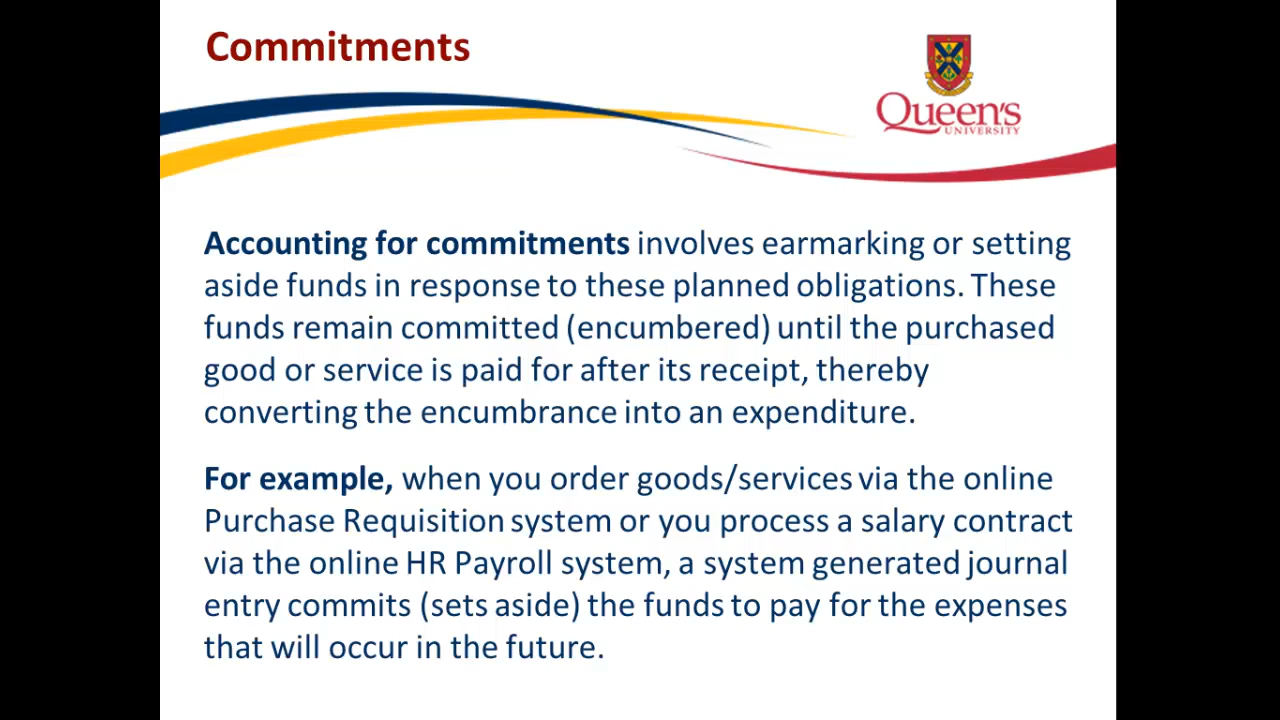 Commitments
Queen's
UNIVERSITY
Accounting for commitments involves earmarking or setting
aside funds in response to these planned obligations. These
funds remain committed (encumbered) until the purchased
good or service is paid for after its receipt, thereby
converting the encumbrance into an expenditure.
For example, when you order goods/services via the online
Purchase Requisition system or you process a salary contract
via the online HR Payroll system, a system generated journal
entry commits (sets aside) the funds to pay for the expenses
that will occur in the future.